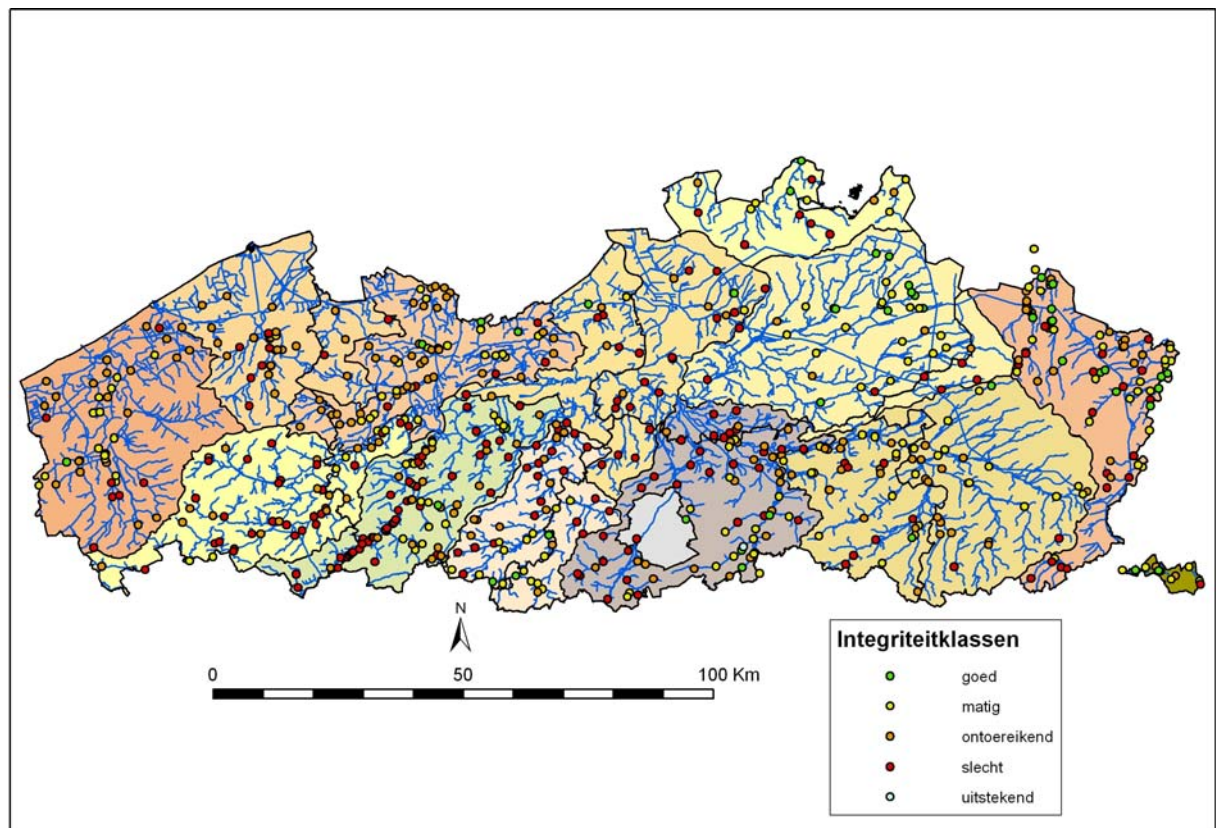 N
0 50 100 Km
Integriteitklassen
goed
matig
ontoereikend
slecht
uitstekend